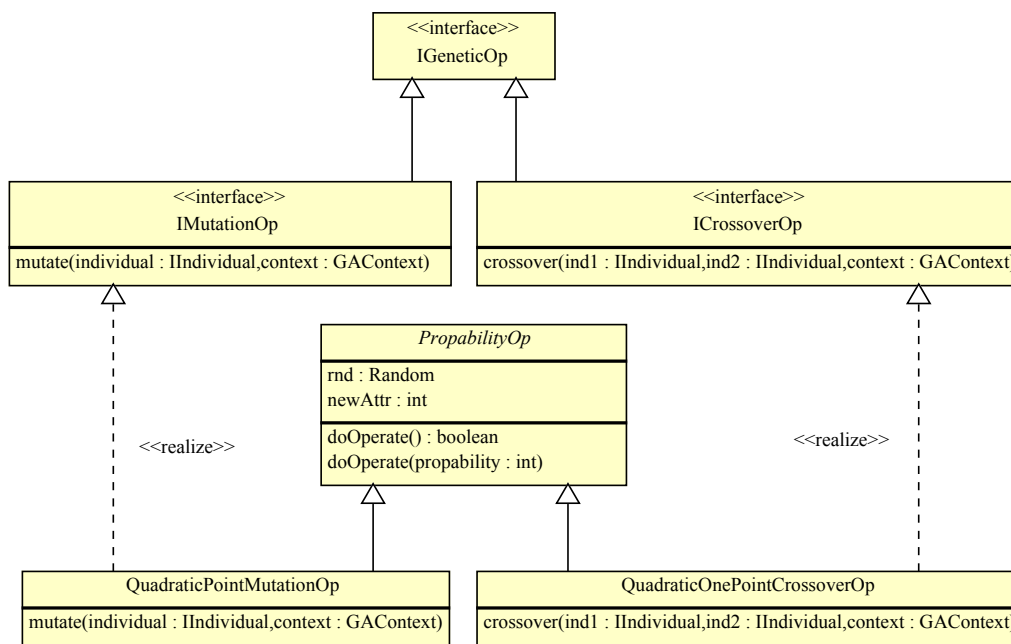 <<interface>>
IGeneticOp
<<interface>>
IMutationOp
mutate(individual : IIndividual,context : GAContext)
<<interface>>
ICrossoverOp
crossover(ind1 : IIndividual,ind2 : IIndividual,context : GAContext)
PropabilityOp
rnd : Random
newAttr : int
doOperate() : boolean
doOperate(propability : int)
<<realize>>
<<realize>>
QuadraticPointMutationOp
mutate(individual : IIndividual,context : GAContext)
QuadraticOnePointCrossoverOp
crossover(ind1 : IIndividual,ind2 : IIndividual,context : GAContext)